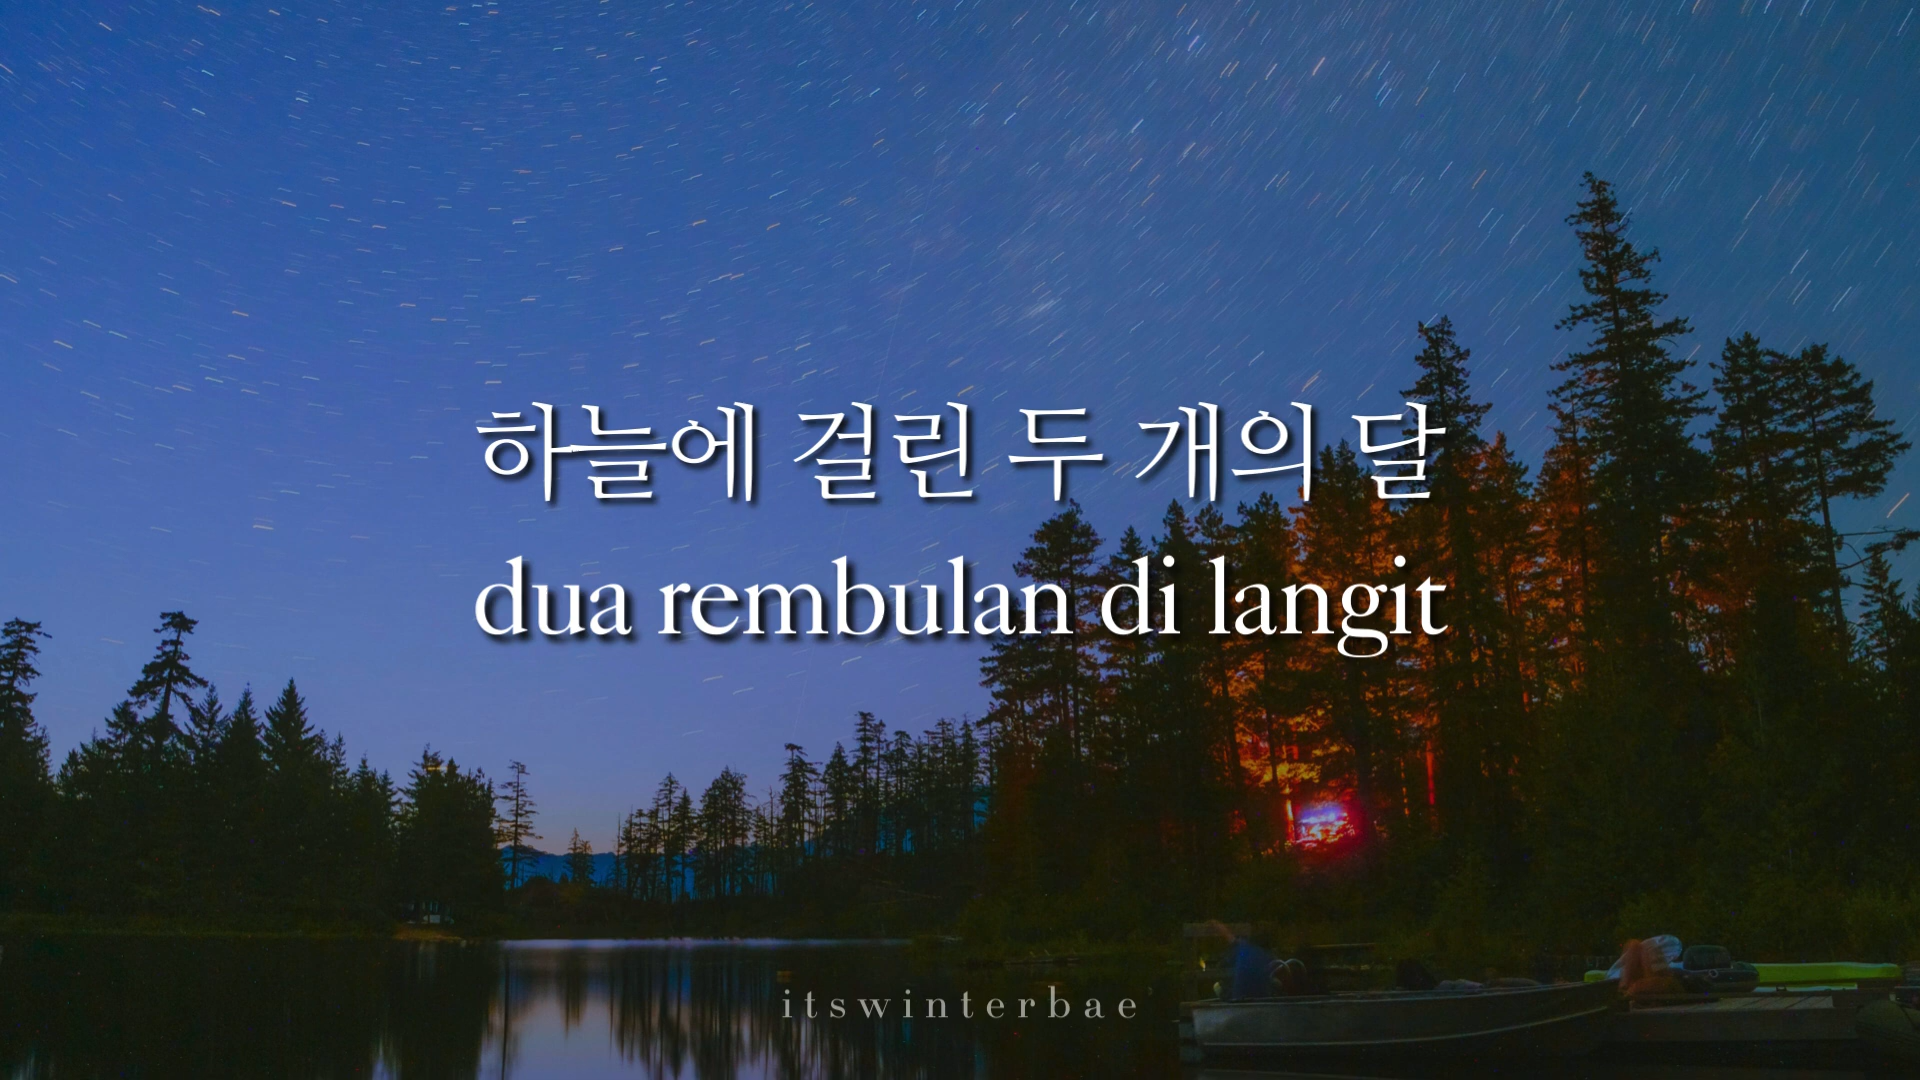 하늘에 걸린 두 개의 달
dua rembulan di langit
itswinterbae